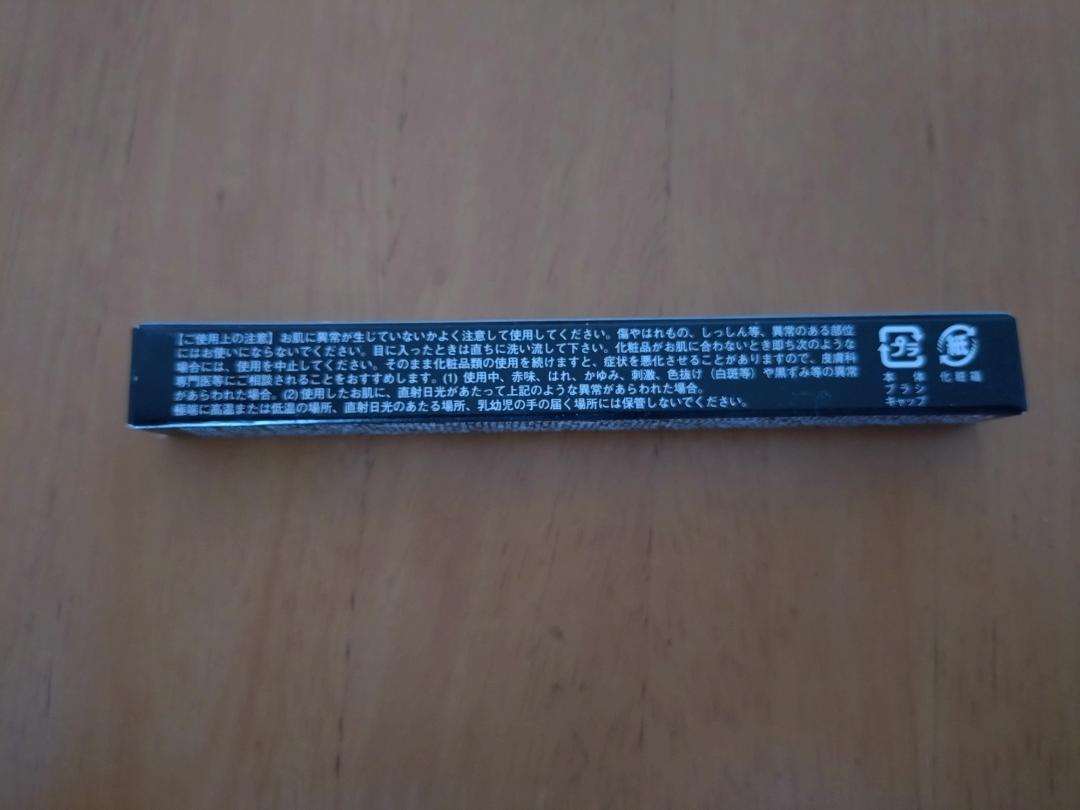 【ご使用上の注意】お肌に異常が生じていないかよく注意して使用してください。傷やはれもの、しっしん等、異常のある部位
にはお使いにならないでください。目に入ったときは直ちに洗い流して下さい。化粧品がお肌に合わないとき即ち次のような
場合には、使用を中止してください。そのまま化粧品類の使用を続けますと、症状を悪化させることがありますので、皮膚科
専門医等にご相談されることをおすすめします。(1) 使用中、赤味、はれ、かゆみ、刺激、色抜け（白斑等）や黒ずみ等の異常
があらわれた場合。(2) 使用したお肌に、直射日光があたって上記のような異常があらわれた場合。
極端に高温または低温の場所、直射日光のあたる場所、乳幼児の手の届く場所には保管しないでください。
プラ
本体
ブラシ
キャップ
紙
化粧箱